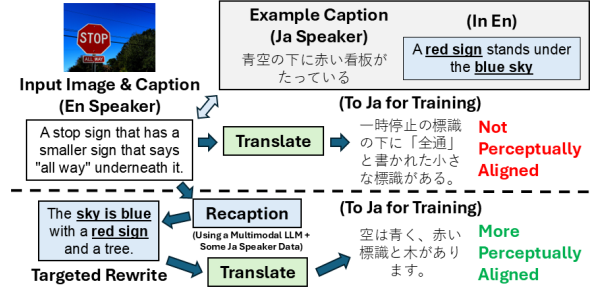 STOP
ALL WAY
Example Caption
(Ja Speaker)
(In En)
青空の下に赤い看板が
たっている
A red sign stands under
the blue sky
Input Image & Caption
(En Speaker)
A stop sign that has a
smaller sign that says
"all way" underneath it.
Translate
(To Ja for Training)
一時停止の標識
の下に「全通」
と書かれた小さ
な標識がある。
Not
Perceptually
Aligned
The sky is blue
with a red sign
and a tree.
Targeted Rewrite
Recaption
(Using a Multimodal LLM +
Some Ja Speaker Data)
Translate
(To Ja for Training)
空は青く、赤い
標識と木があり
ます。
More
Perceptually
Aligned